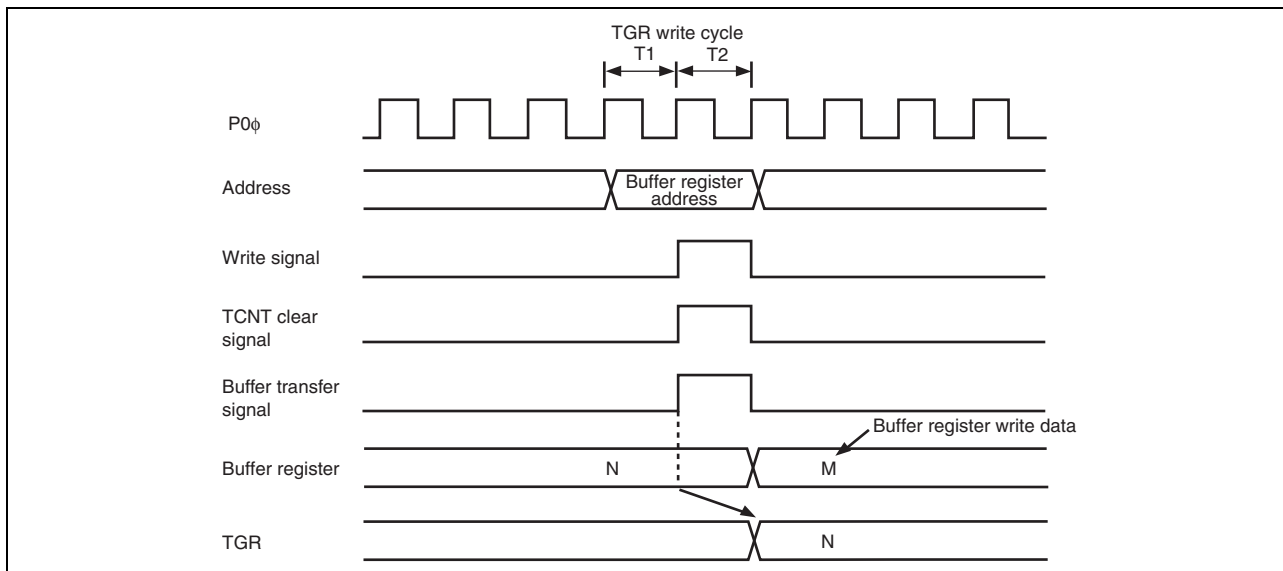 TGR write cycle
T1 T2
P0ϕ
Address
Buffer register
address
Write signal
TCNT clear
signal
Buffer transfer
signal
Buffer register write data
Buffer register
N M
TGR
N